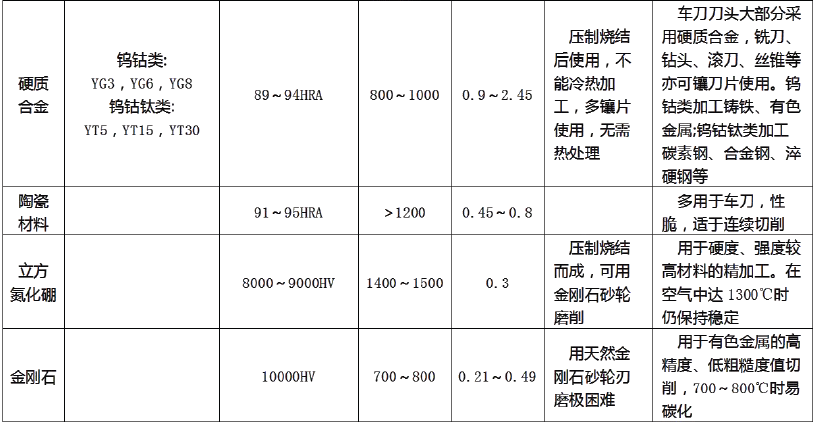 硬质
合金
钨钴类:
YG3，YG6，YG8
钨钴钛类:
YT5，YT15，YT30
89～94HRA
800～1000
0.9～2.45
压制烧结
后使用，不
能冷热加
工，多镶片
使用，无需
热处理
车刀刀头大部分采
用硬质合金，铣刀、
钻头、滚刀、丝锥等
亦可镶刀片使用。钨
钴类加工铸铁、有色
金属;钨钴钛类加工
碳素钢、合金钢、淬
硬钢等
陶瓷
材料
91～95HRA
>1200
0.45～0.8
多用于车刀，性
脆，适于连续切削
立方
氮化硼
8000～9000HV
1400～1500
0.3
压制烧结
而成，可用
金刚石砂轮
磨削
用于硬度、强度较
高材料的精加工。在
空气中达1300℃时
仍保持稳定
金刚石
10000HV
700～800
0.21～0.49
用天然金
刚石砂轮刃
磨极困难
用于有色金属的高
精度、低粗糙度值切
削，700～800℃时易
碳化